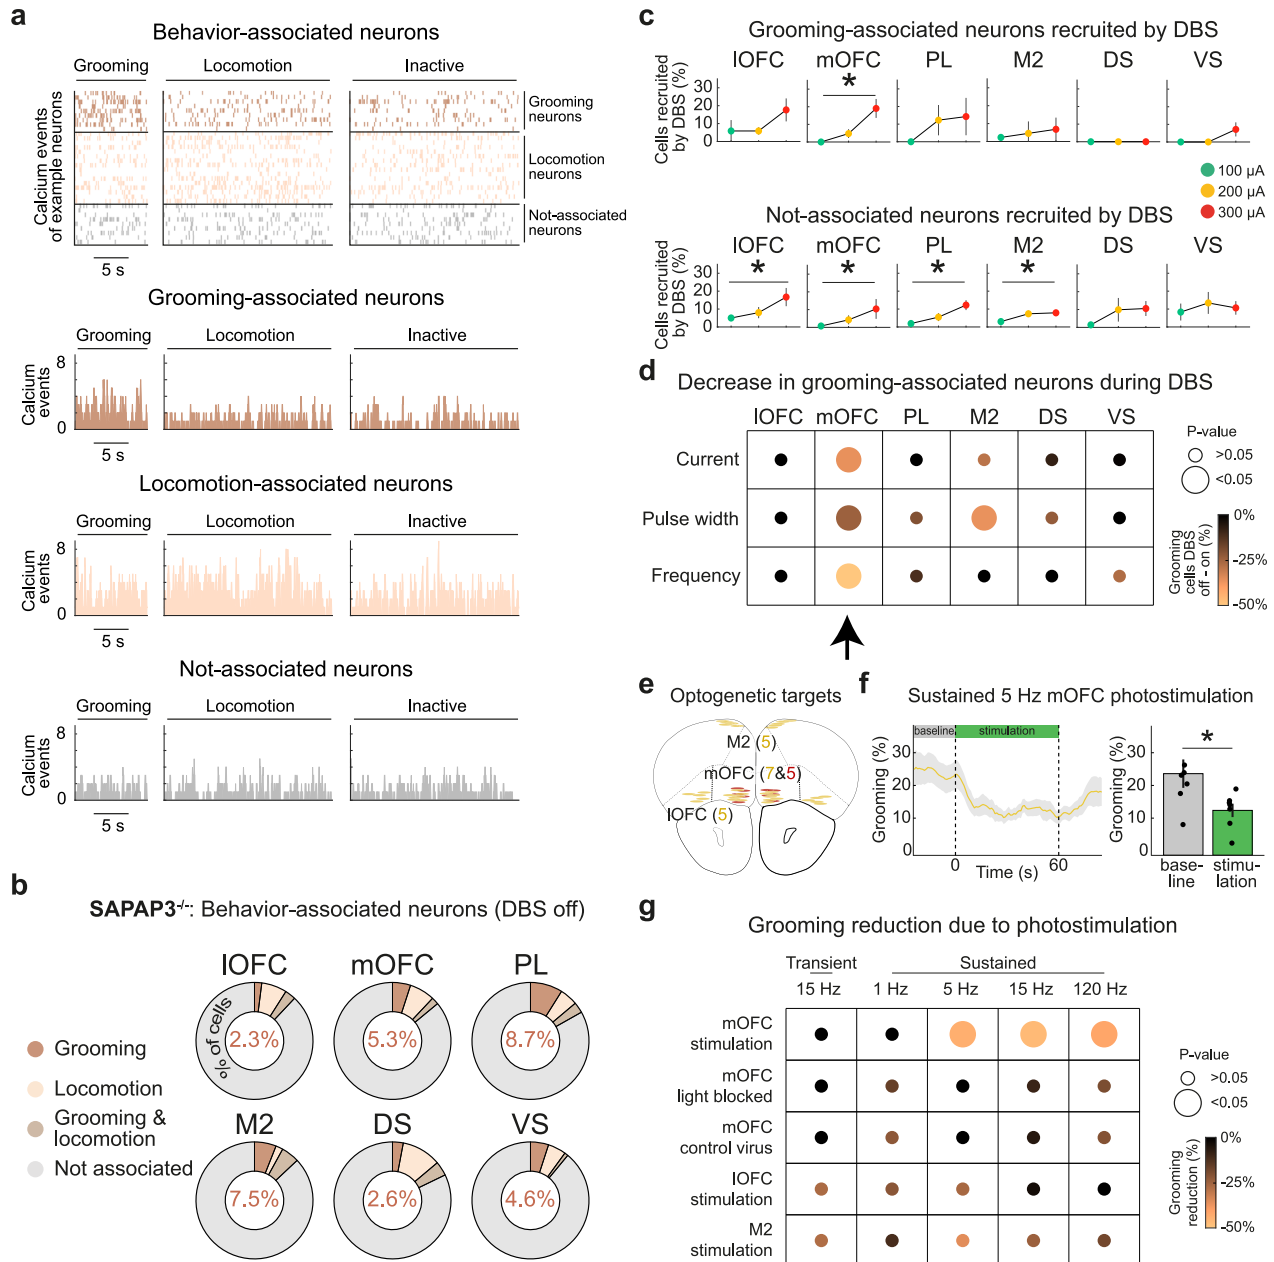 a
Behavior-associated neurons
Grooming Locomotion Inactive
Calcium events
of example neurons
Grooming
neurons
Locomotion
neurons
Not-associated
neurons
5 s
Grooming-associated neurons
Grooming Locomotion Inactive
Calcium
events
8
0
5 s
Locomotion-associated neurons
Grooming Locomotion Inactive
Calcium
events
8
0
5 s
Not-associated neurons
Grooming Locomotion Inactive
Calcium
events
8
0
5 s
b
SAPAP3-/-: Behavior-associated neurons (DBS off)
lOFC mOFC PL
% of cells
2.3% 5.3% 8.7%
Grooming
Locomotion
Grooming &
locomotion
Not associated
M2 DS VS
7.5% 2.6% 4.6%
c
Grooming-associated neurons recruited by DBS
lOFC mOFC PL M2 DS VS
Cells recruited
by DBS (%)
30
20
10
0
*
100 µA
200 µA
300 µA
Not-associated neurons recruited by DBS
lOFC mOFC PL M2 DS VS
Cells recruited
by DBS (%)
30
20
10
0
* * * *
d
Decrease in grooming-associated neurons during DBS
lOFC mOFC PL M2 DS VS
Current
Pulse width
Frequency
P-value
>0.05
<0.05
Grooming
cells DBS
off - on (%)
0%
-25%
-50%
e
Optogenetic targets
M2 (5)
mOFC (7&5)
lOFC (5)
f
Sustained 5 Hz mOFC photostimulation
baseline stimulation
Grooming (%)
30
20
10
0
0 60
Time (s)
Grooming (%)
30
20
10
0
*
base-
line
stimu-
lation
g
Grooming reduction due to photostimulation
Transient Sustained
15 Hz 1 Hz 5 Hz 15 Hz 120 Hz
mOFC
stimulation
mOFC
light blocked
mOFC
control virus
lOFC
stimulation
M2
stimulation
P-value
>0.05
<0.05
Grooming
reduction (%)
0%
-25%
-50%